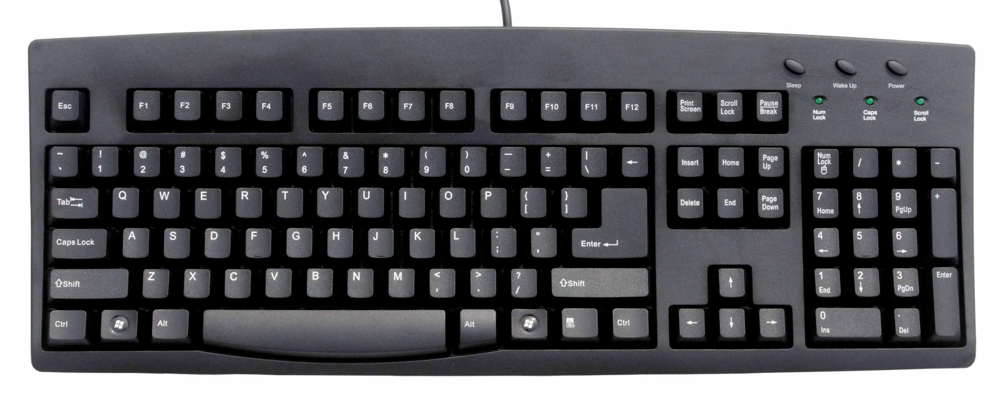 Sleep Wake Up Power
Esc F1 F2 F3 F4 F5 F6 F7 F8 F9 F10 F11 F12
Print
Screen
Scroll
Lock
Pause
Break
Num
Lock
Caps
Lock
Scroll
Lock
~ ! @ # $ % ^ & * ( ) — + |
` 1 2 3 4 5 6 7 8 9 0 – = \ ←
Insert Home
Page
Up
Num
Lock
/ * -
Tab Q W E R T Y U I O P { }
[ ]
Delete End
Page
Down
7 8 9 +
Home ↑ PgUp
Caps Lock A S D F G H J K L : "
; '
Enter ↵
4 5 6
← →
⇧Shift Z X C V B N M < > ?
, . /
⇧Shift
↑
1 2 3 Enter
End ↓ PgDn
Ctrl Alt Alt Ctrl
← ↓ →
0 .
Ins Del